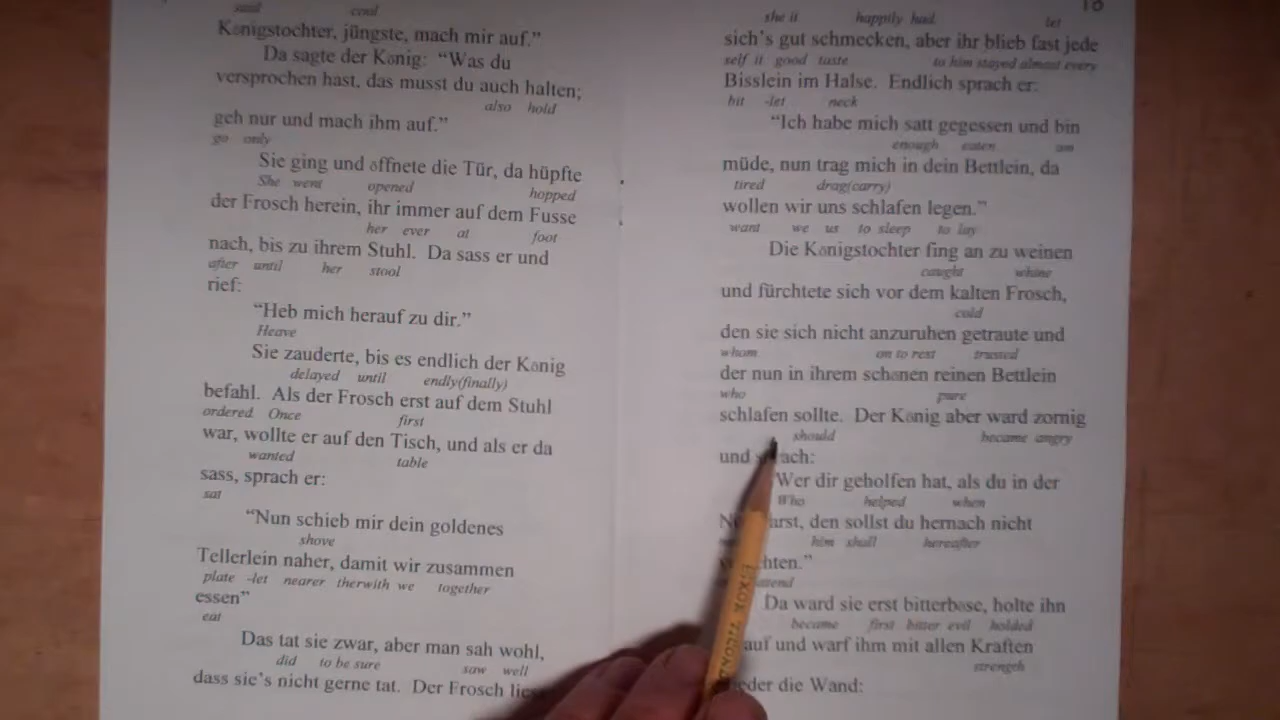 said cool
Königstochter, jüngste, mach mir auf."
Da sagte der König: "Was du
versprochen hast, das musst du auch halten;
also hold
geh nur und mach ihm auf."
go only
Sie ging und öffnete die Tür, da hüpfte
She went opened hopped
der Frosch herein, ihr immer auf dem Fusse
her ever at foot
nach, bis zu ihrem Stuhl. Da sass er und
after until her stool
rief:
"Heb mich herauf zu dir."
Heave
Sie zauderte, bis es endlich der König
delayed until endly(finally)
befahl. Als der Frosch erst auf dem Stuhl
ordered Once first
war, wollte er auf den Tisch, und als er da
wanted table
sass, sprach er:
sat
"Nun schieb mir dein goldenes
shove
Tellerlein naher, damit wir zusammen
plate -let nearer therwith we together
essen"
eat
Das tat sie zwar, aber man sah wohl,
did to be sure saw well
dass sie's nicht gerne tat. Der Frosch
she it happily had let
sich's gut schmecken, aber ihr blieb fast jede
self it good taste to him stayed almost every
Bisslein im Halse. Endlich sprach er:
bit -let neck
"Ich habe mich satt gegessen und bin
enough eaten am
müde, nun trag mich in dein Bettlein, da
tired drag(carry)
wollen wir uns schlafen legen."
want we us to sleep to lay
Die Königstochter fing an zu weinen
caught whine
und fürchtete sich vor dem kalten Frosch,
cold
den sie sich nicht anzuruhen getraute und
whom on to rest trusted
der nun in ihrem schönen reinen Bettlein
who pure
schlafen sollte. Der König aber ward zornig
should became angry
und
Wer dir geholfen hat, als du in der
Who helped when
den sollst du hernach nicht
him shall hereafter
Da ward sie erst bitterböse, holte ihn
became first bitter evil holded
auf und warf ihm mit allen Kraften
strength
die Wand: